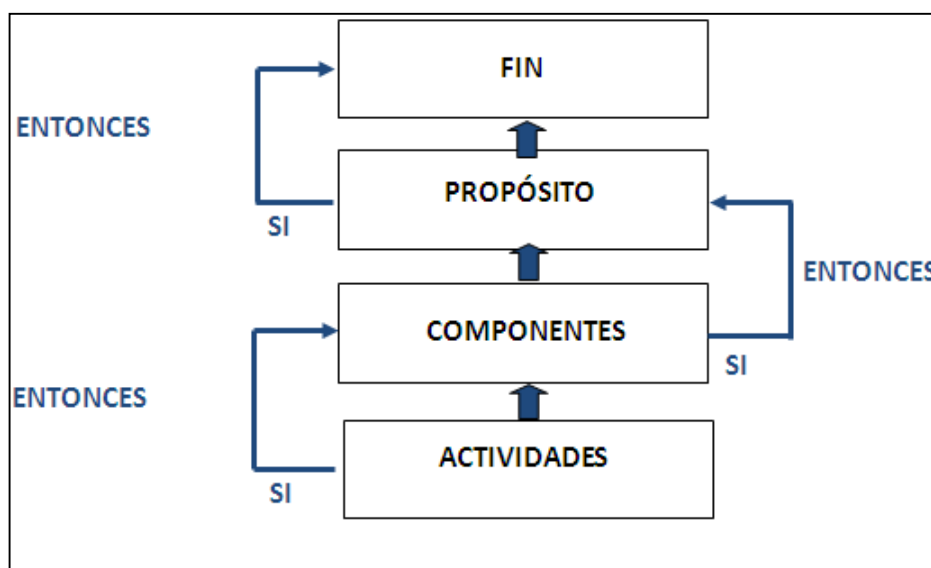 FIN
ENTONCES
PROPÓSITO
SI
ENTONCES
COMPONENTES
SI
ENTONCES
ACTIVIDADES
SI